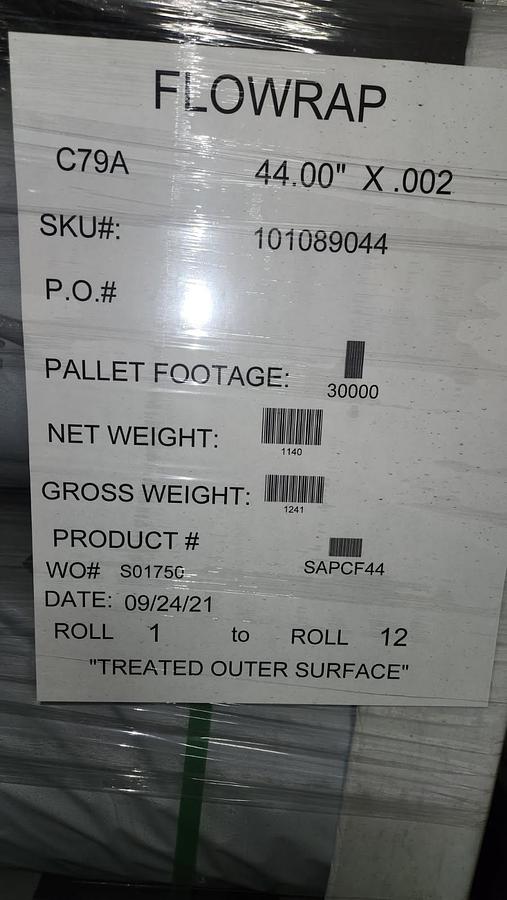 FLOWRAP
C79A 44.00" X .002
SKU#: 101089044
P.O.#
PALLET FOOTAGE: 30000
NET WEIGHT: 1140
GROSS WEIGHT: 1241
PRODUCT # SAPCF44
WO# S01750
DATE: 09/24/21
ROLL 1 to ROLL 12
"TREATED OUTER SURFACE"